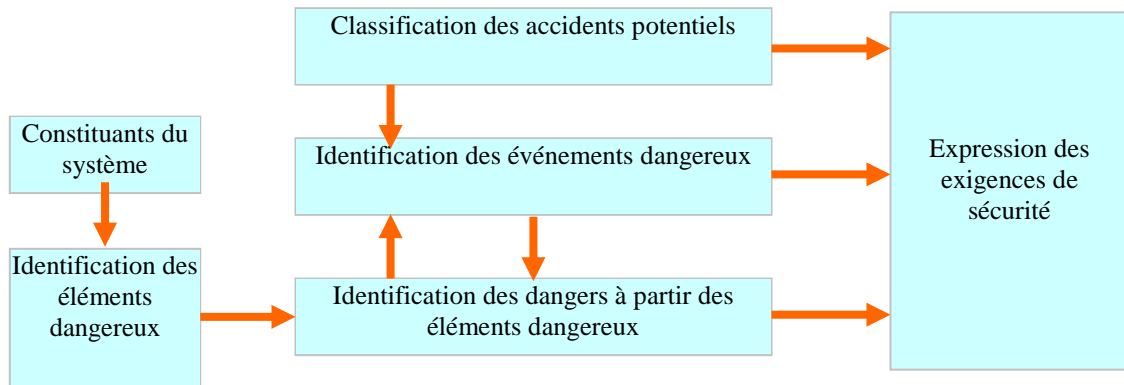 Classification des accidents potentiels
Constituants du
système
Identification des événements dangereux
Expression des
exigences de
sécurité
Identification des
éléments
dangereux
Identification des dangers à partir des
éléments dangereux